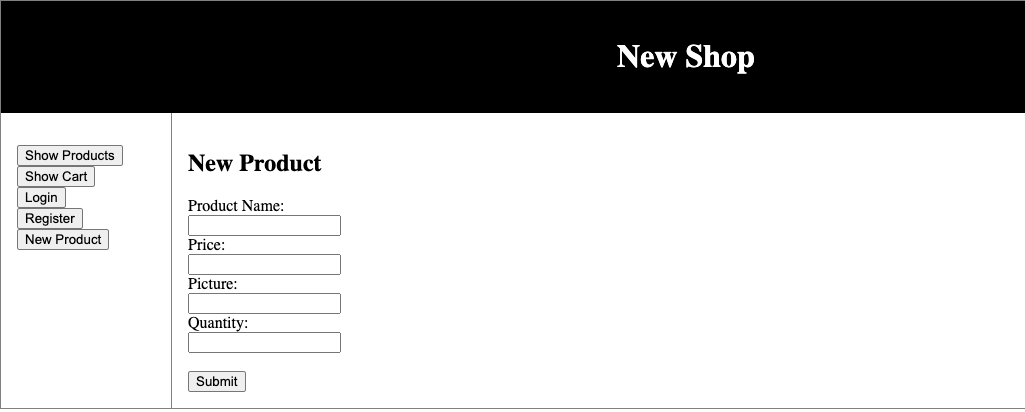 New Shop
Show Products
Show Cart
Login
Register
New Product
New Product
Product Name:
Price:
Picture:
Quantity:
Submit